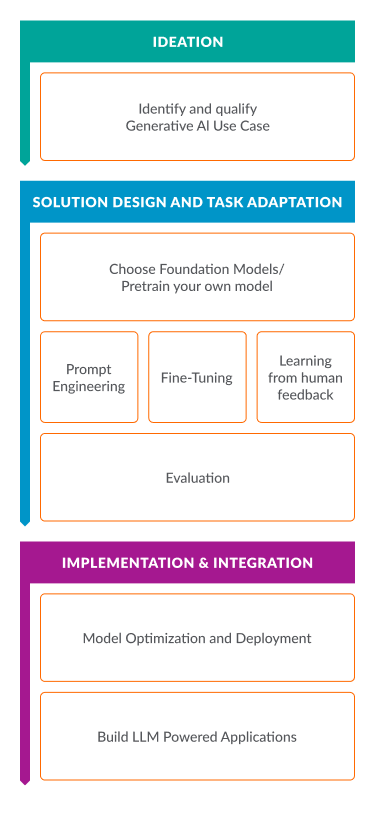 IDEATION
Identify and qualify
Generative AI Use Case
SOLUTION DESIGN AND TASK ADAPTATION
Choose Foundation Models/
Pretrain your own model
Prompt
Engineering
Fine-Tuning
Learning
from human
feedback
Evaluation
IMPLEMENTATION & INTEGRATION
Model Optimization and Deployment
Build LLM Powered Applications